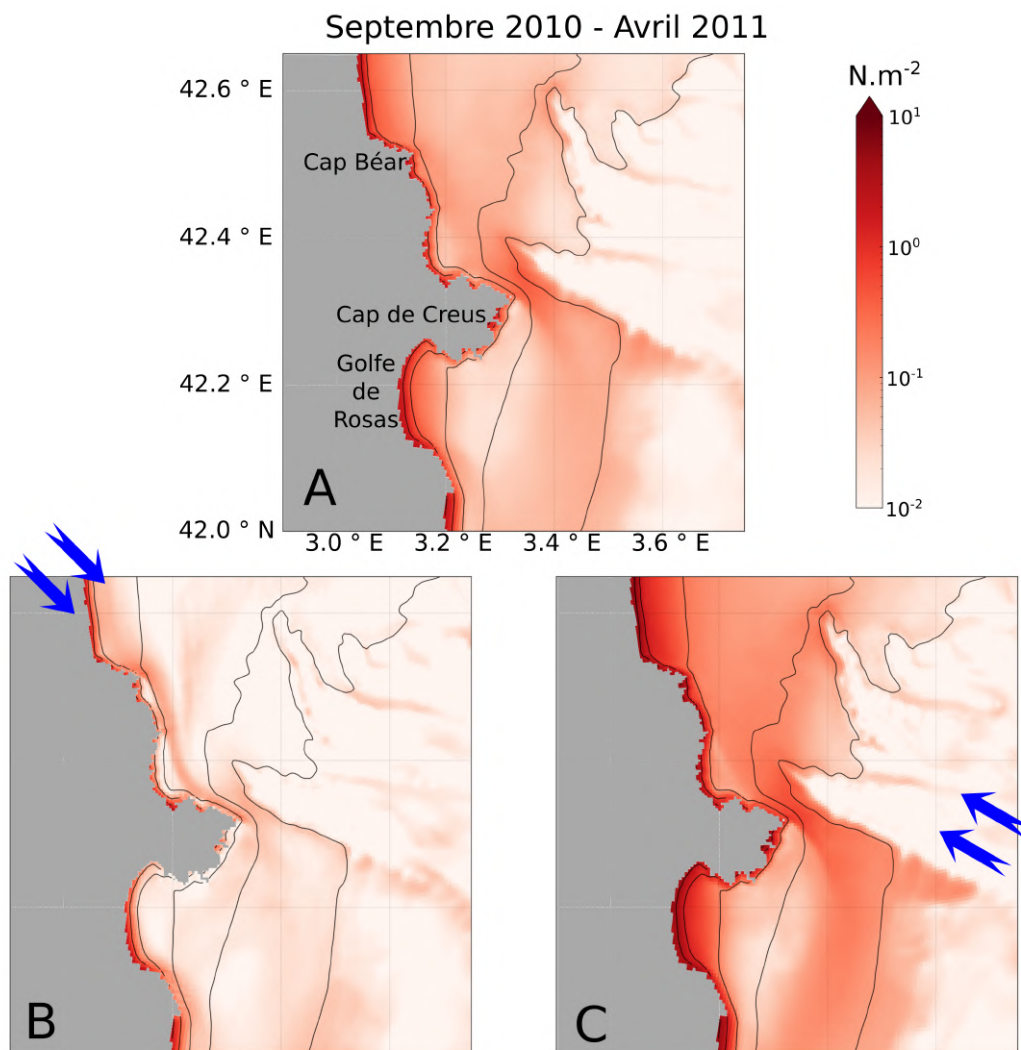 Septembre 2010 - Avril 2011
N.m-2
42.6 ° E
42.4 ° E
42.2 ° E
42.0 ° N
Cap Béar
Cap de Creus
Golfe
de
Rosas
A
3.0 ° E 3.2 ° E 3.4 ° E 3.6 ° E
10¹
10⁰
10⁻¹
10⁻²
B
C